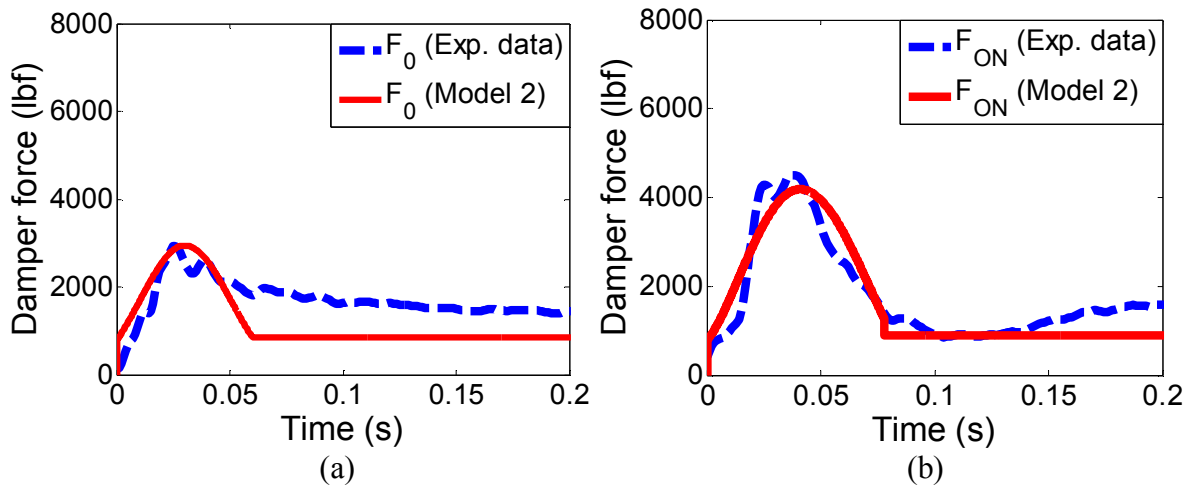 8000
6000
4000
2000
0
Damper force (lbf)
F0 (Exp. data)
F0 (Model 2)
0 0.05 0.1 0.15 0.2
Time (s)
(a)
8000
6000
4000
2000
0
Damper force (lbf)
FON (Exp. data)
FON (Model 2)
0 0.05 0.1 0.15 0.2
Time (s)
(b)